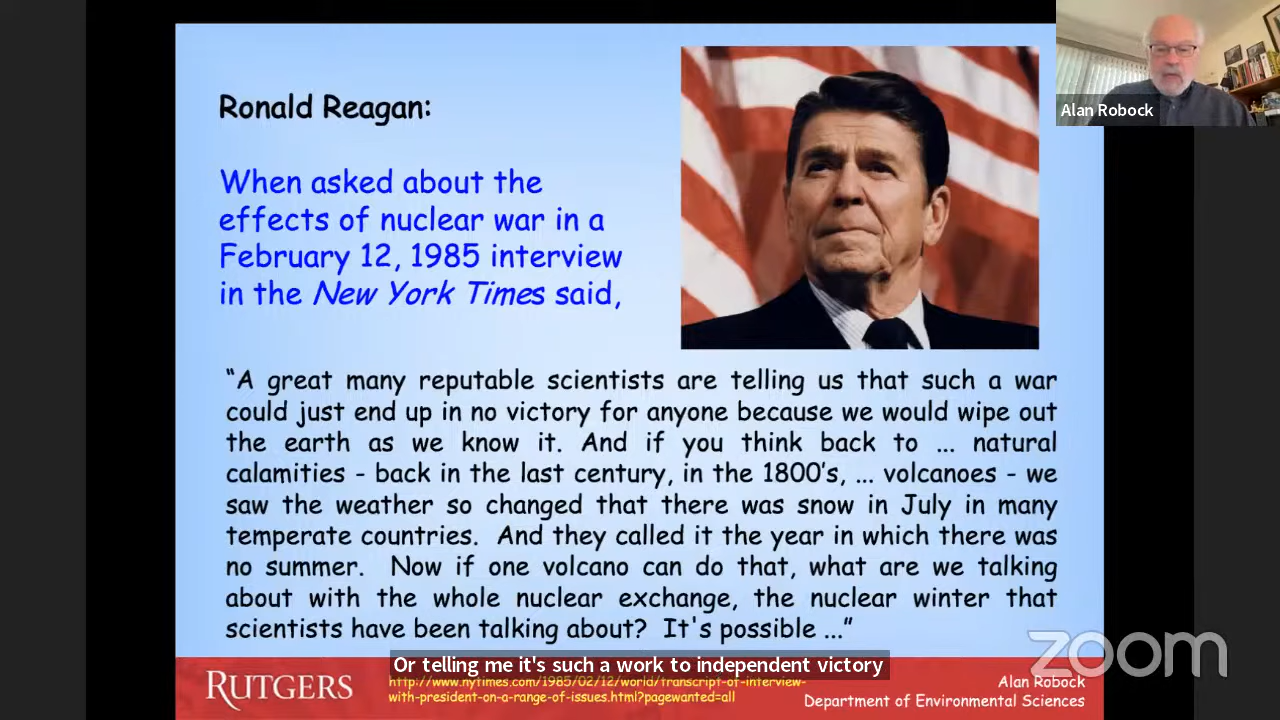 Alan Robock
Ronald Reagan:
When asked about the
effects of nuclear war in a
February 12, 1985 interview
in the New York Times said,
“A great many reputable scientists are telling us that such a war
could just end up in no victory for anyone because we would wipe out
the earth as we know it. And if you think back to ... natural
calamities - back in the last century, in the 1800’s, ... volcanoes - we
saw the weather so changed that there was snow in July in many
temperate countries. And they called it the year in which there was
no summer. Now if one volcano can do that, what are we talking
about with the whole nuclear exchange, the nuclear winter that
scientists have been talking about? It's possible ...”
zoom
Or telling me it's such a work to independent victory
RUTGERS
http://www.nytimes.com/1985/02/12/world/transcript-of-interview-
with-president-on-a-range-of-issues.html?pagewanted=all
Alan Robock
Department of Environmental Sciences